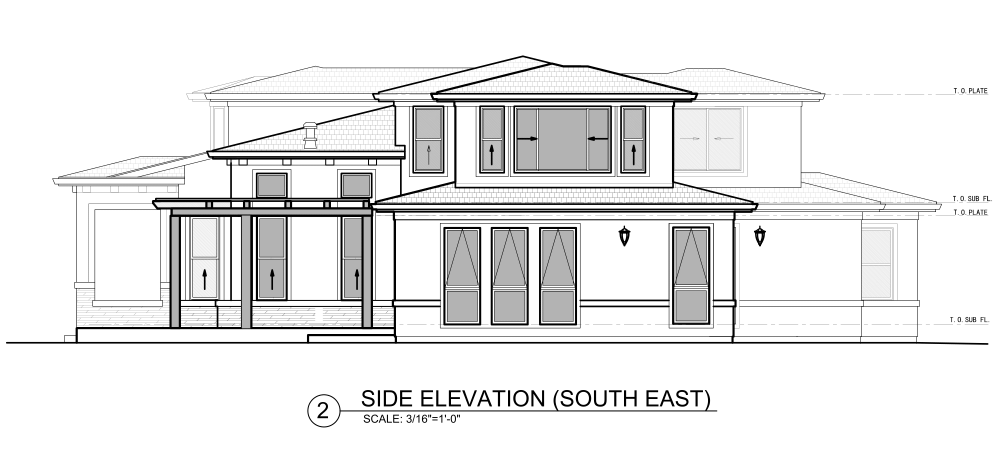 T. O. PLATE
T. O. SUB FL.
T. O. PLATE
T. O. SUB FL.
2
SIDE ELEVATION (SOUTH EAST)
SCALE: 3/16"=1'-0"